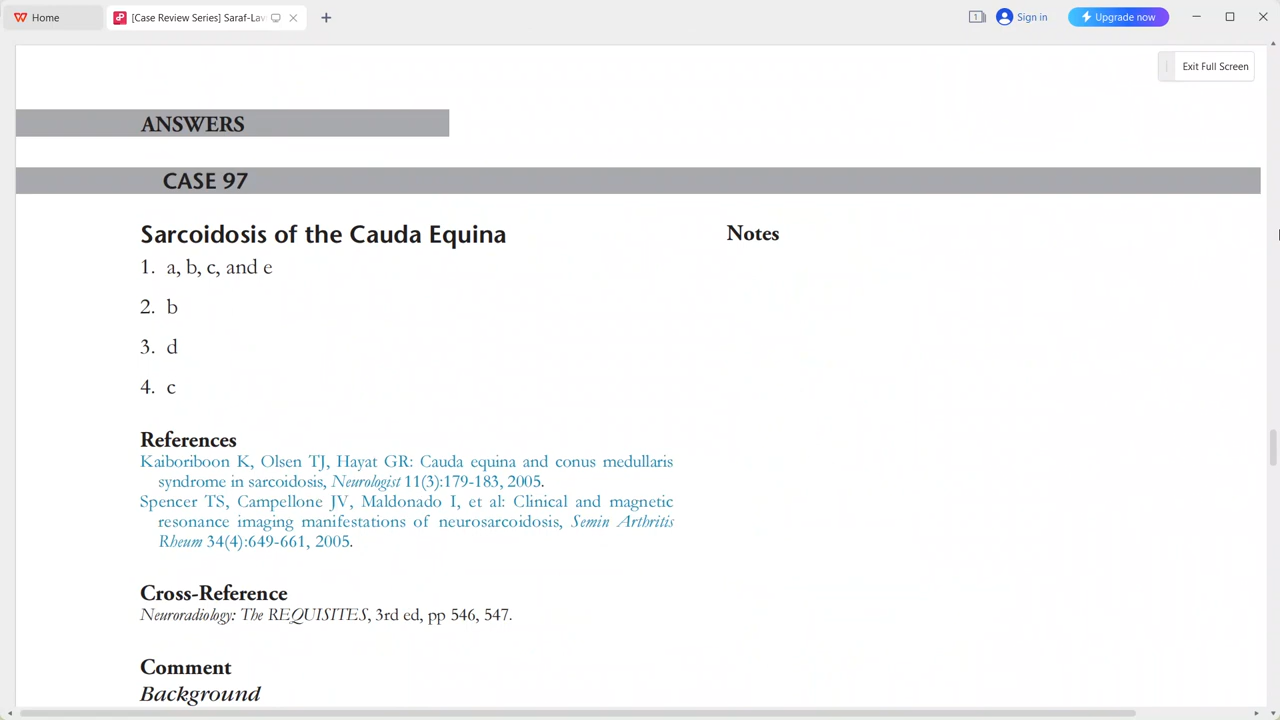 Home
[Case Review Series] Saraf-Lav
1
Sign in
Upgrade now
Exit Full Screen
ANSWERS
CASE 97
Sarcoidosis of the Cauda Equina
1. a, b, c, and e
2. b
3. d
4. c
References
Kaiboriboon K, Olsen TJ, Hayat GR: Cauda equina and conus medullaris
syndrome in sarcoidosis, Neurologist 11(3):179-183, 2005.
Spencer TS, Campellone JV, Maldonado I, et al: Clinical and magnetic
resonance imaging manifestations of neurosarcoidosis, Semin Arthritis
Rheum 34(4):649-661, 2005.
Cross-Reference
Neuroradiology: The REQUISITES, 3rd ed, pp 546, 547.
Comment
Background
Notes